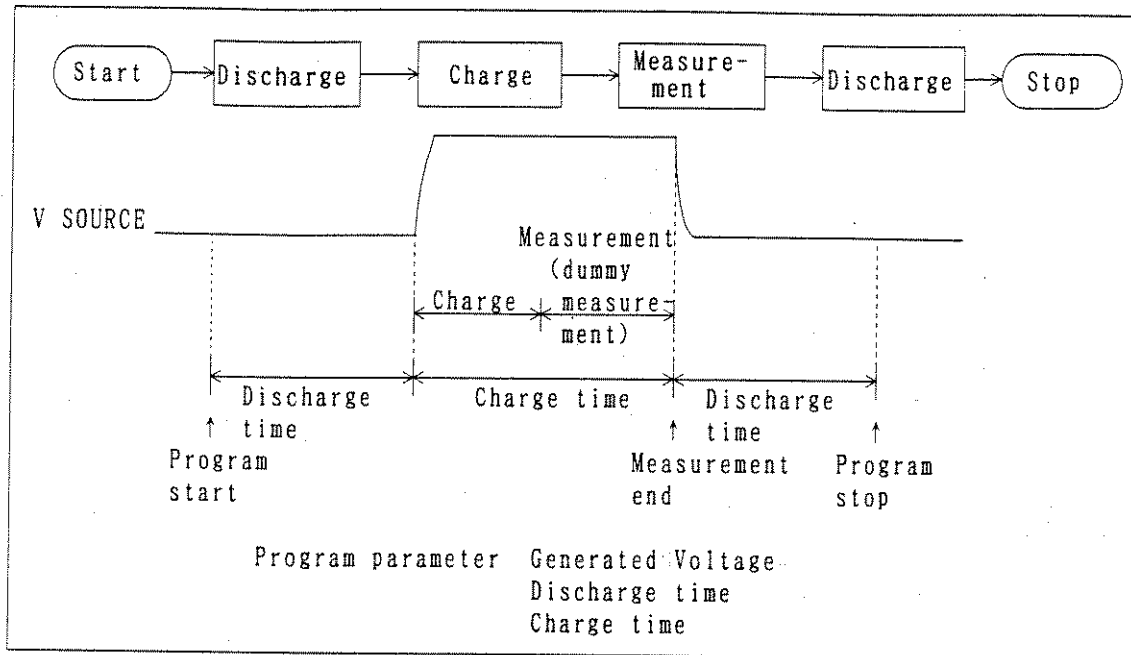 Start
Discharge
Charge
Measure-
ment
Discharge
Stop
V SOURCE
Measurement
(dummy
measure-
ment)
Charge
Discharge
time
Charge time
Discharge
time
↑
Program
start
↑
Measurement
end
↑
Program
stop
Program parameter Generated Voltage
Discharge time
Charge time